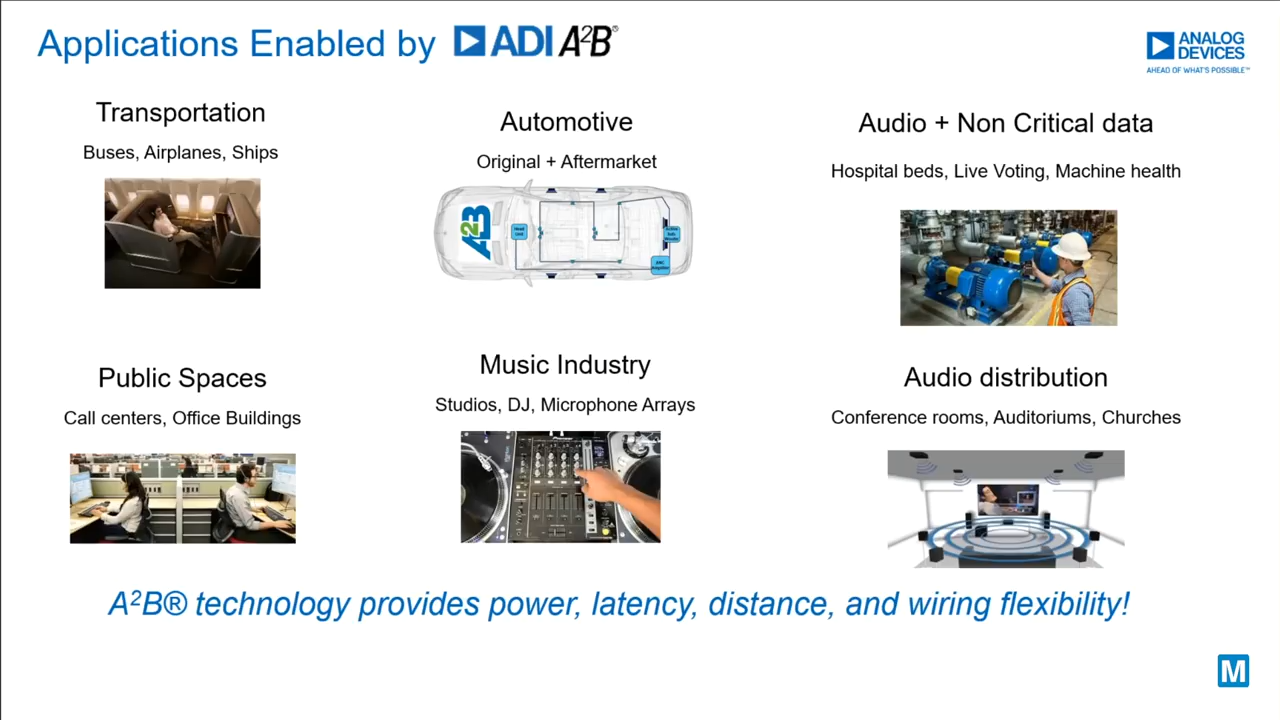 Applications Enabled by ADI A²B®
ANALOG
DEVICES
AHEAD OF WHAT'S POSSIBLE™
Transportation
Buses, Airplanes, Ships
Automotive
Original + Aftermarket
A2B
Head
Unit
Audio + Non Critical data
Hospital beds, Live Voting, Machine health
Public Spaces
Call centers, Office Buildings
Music Industry
Studios, DJ, Microphone Arrays
Audio distribution
Conference rooms, Auditoriums, Churches
A²B® technology provides power, latency, distance, and wiring flexibility!
M